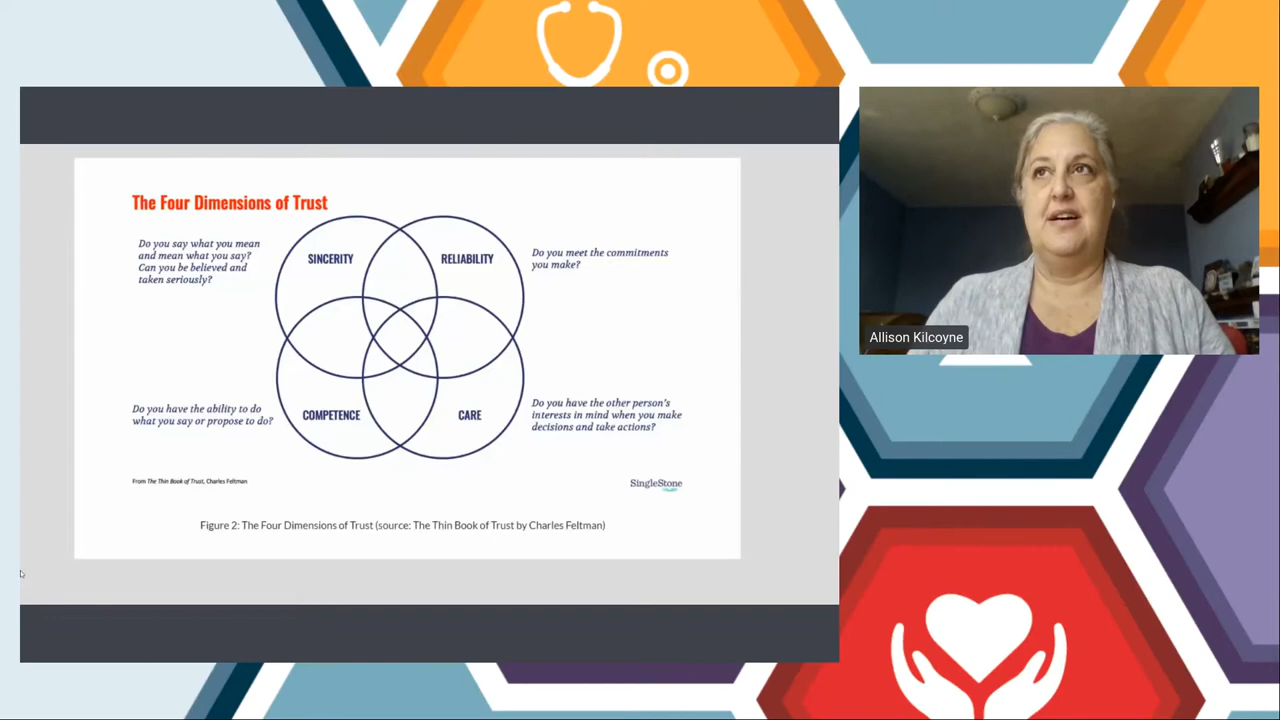 The Four Dimensions of Trust
Do you say what you mean
and mean what you say?
Can you be believed and
taken seriously?
SINCERITY
RELIABILITY
Do you meet the commitments
you make?
Do you have the ability to do
what you say or propose to do?
COMPETENCE
CARE
Do you have the other person's
interests in mind when you make
decisions and take actions?
From The Thin Book of Trust, Charles Feltman
SingleStone
Figure 2: The Four Dimensions of Trust (source: The Thin Book of Trust by Charles Feltman)
Allison Kilcoyne